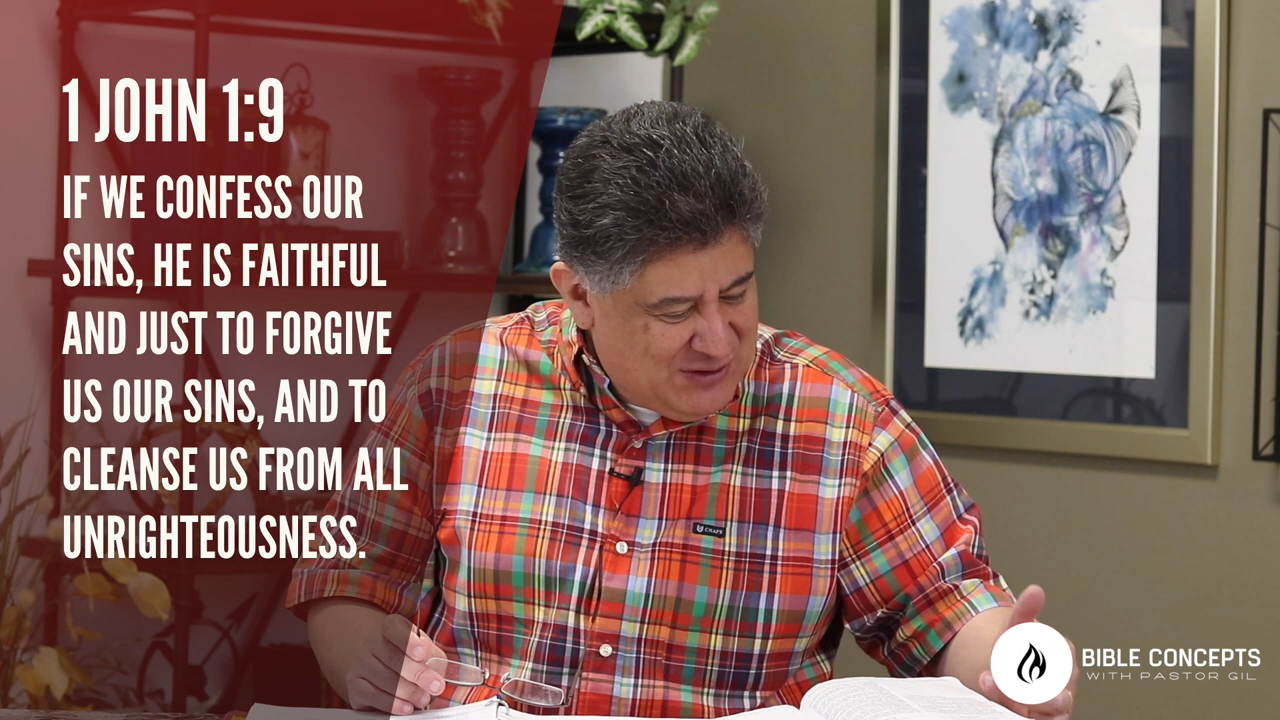 1 JOHN 1:9
IF WE CONFESS OUR
SINS, HE IS FAITHFUL
AND JUST TO FORGIVE
US OUR SINS, AND TO
CLEANSE US FROM ALL
UNRIGHTEOUSNESS.
CHAPS
BIBLE CONCEPTS
WITH PASTOR GIL